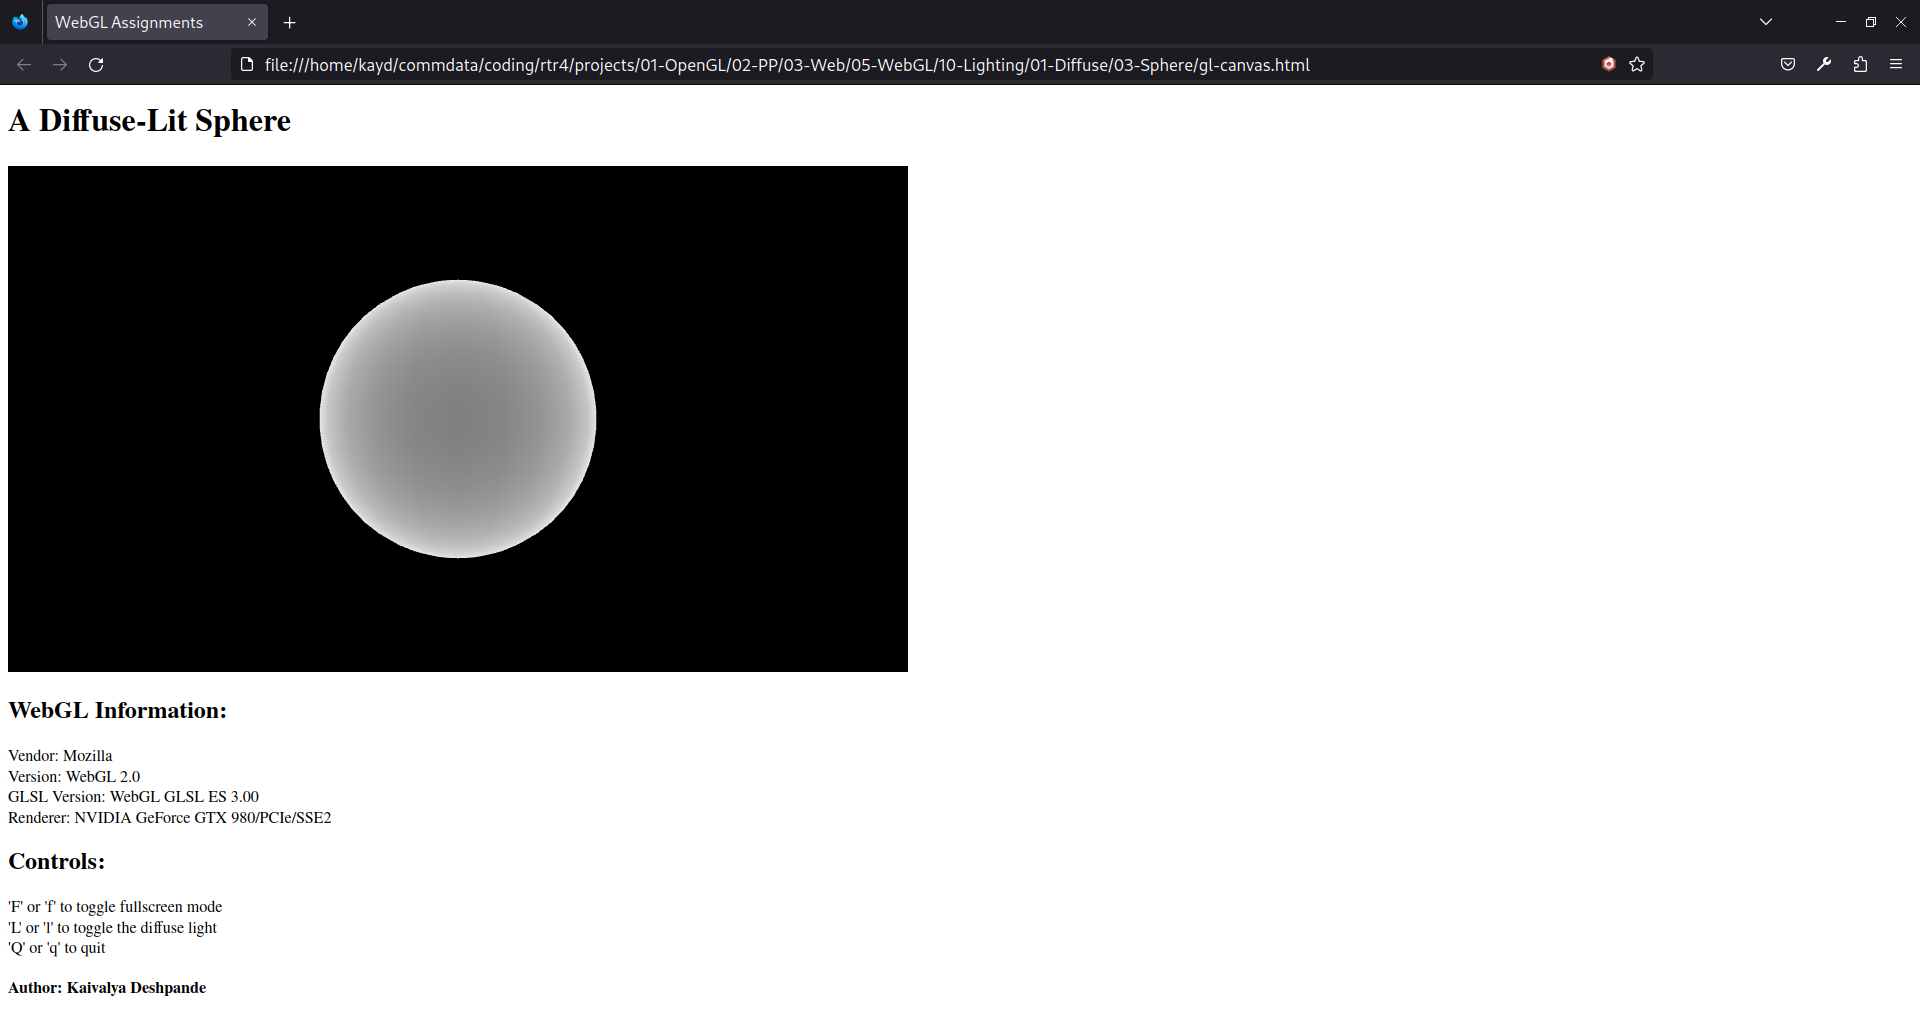 WebGL Assignments
file:///home/kayd/commdata/coding/rtr4/projects/01-OpenGL/02-PP/03-Web/05-WebGL/10-Lighting/01-Diffuse/03-Sphere/gl-canvas.html
A Diffuse-Lit Sphere
WebGL Information:
Vendor: Mozilla
Version: WebGL 2.0
GLSL Version: WebGL GLSL ES 3.00
Renderer: NVIDIA GeForce GTX 980/PCIe/SSE2
Controls:
'F' or 'f' to toggle fullscreen mode
'L' or 'l' to toggle the diffuse light
'Q' or 'q' to quit
Author: Kaivalya Deshpande